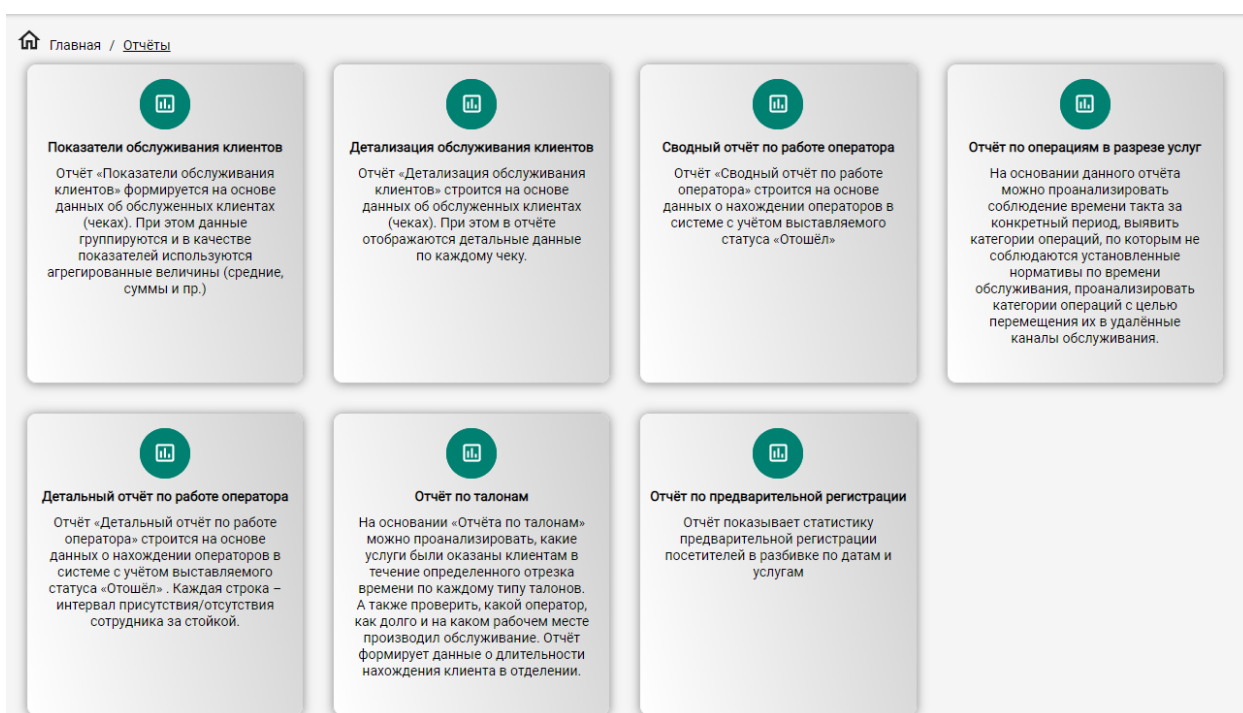 Главная / Отчёты
Показатели обслуживания клиентов
Отчёт «Показатели обслуживания
клиентов» формируется на основе
данных об обслуженных клиентах
(чеках). При этом данные
группируются и в качестве
показателей используются
агрегированные величины (средние,
суммы и пр.)
Детализация обслуживания клиентов
Отчёт «Детализация обслуживания
клиентов» строится на основе
данных об обслуженных клиентах
(чеках). При этом в отчёте
отображаются детальные данные
по каждому чеку.
Сводный отчёт по работе оператора
Отчёт «Сводный отчёт по работе
оператора» строится на основе
данных о нахождении операторов в
системе с учётом выставляемого
статуса «Отошёл»
Отчёт по операциям в разрезе услуг
На основании данного отчёта
можно проанализировать
соблюдение времени такта за
конкретный период, выявить
категории операций, по которым не
соблюдаются установленные
нормативы по времени
обслуживания, проанализировать
категории операций с целью
перемещения их в удалённые
каналы обслуживания.
Детальный отчёт по работе оператора
Отчёт «Детальный отчёт по работе
оператора» строится на основе
данных о нахождении операторов в
системе с учётом выставляемого
статуса «Отошёл» . Каждая строка –
интервал присутствия/отсутствия
сотрудника за стойкой.
Отчёт по талонам
На основании «Отчёта по талонам»
можно проанализировать, какие
услуги были оказаны клиентам в
течение определенного отрезка
времени по каждому типу талонов.
А также проверить, какой оператор,
как долго и на каком рабочем месте
производил обслуживание. Отчёт
формирует данные о длительности
нахождения клиента в отделении.
Отчёт по предварительной регистрации
Отчёт показывает статистику
предварительной регистрации
посетителей в разбивке по датам и
услугам